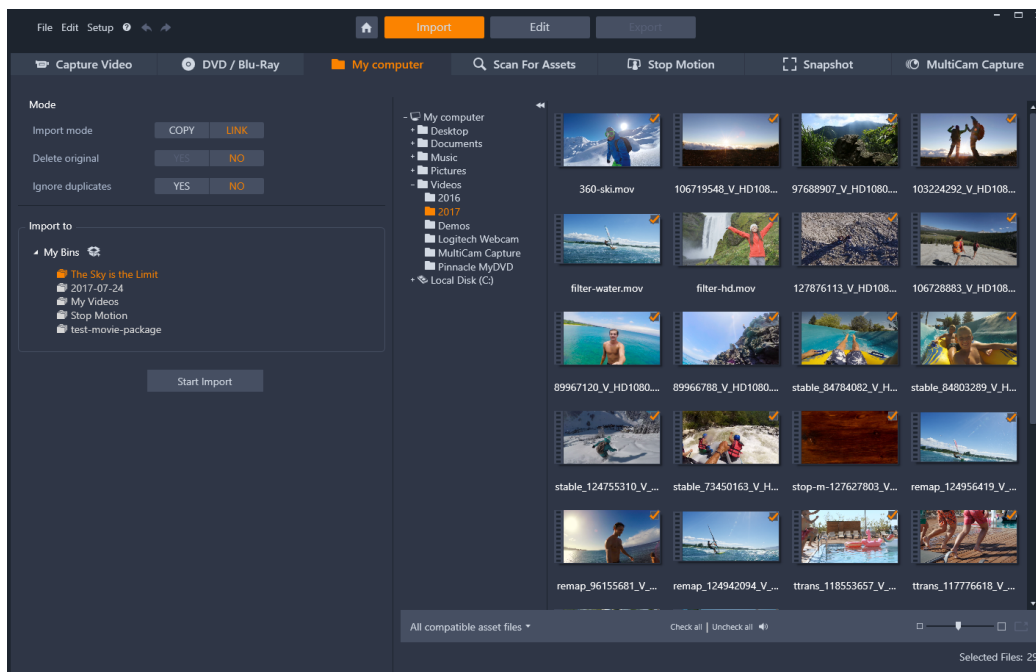 File Edit Setup ?
Import Edit Export
Capture Video DVD / Blu-Ray My computer Scan For Assets Stop Motion Snapshot MultiCam Capture
Mode
Import mode COPY LINK
Delete original YES NO
Ignore duplicates YES NO
Import to
My Bins
The Sky is the Limit
2017-07-24
My Videos
Stop Motion
test-movie-package
Start Import
My computer
Desktop
Documents
Music
Pictures
Videos
2016
2017
Demos
Logitech Webcam
MultiCam Capture
Pinnacle MyDVD
Local Disk (C:)
360-ski.mov 106719548_V_HD108... 97688907_V_HD1080.... 103224292_V_HD108...
filter-water.mov filter-hd.mov 127876113_V_HD108... 106728883_V_HD108...
89967120_V_HD1080.... 89966788_V_HD1080.... stable_84784082_V_H... stable_84803289_V_H...
stable_124755310_V_... stable_73450163_V_H... stop-m-127627803_V... remap_124956419_V_...
remap_96155681_V_... remap_124942094_V_... ttrans_118553657_V_... ttrans_117776618_V_...
All compatible asset files Check all | Uncheck all
Selected Files: 29